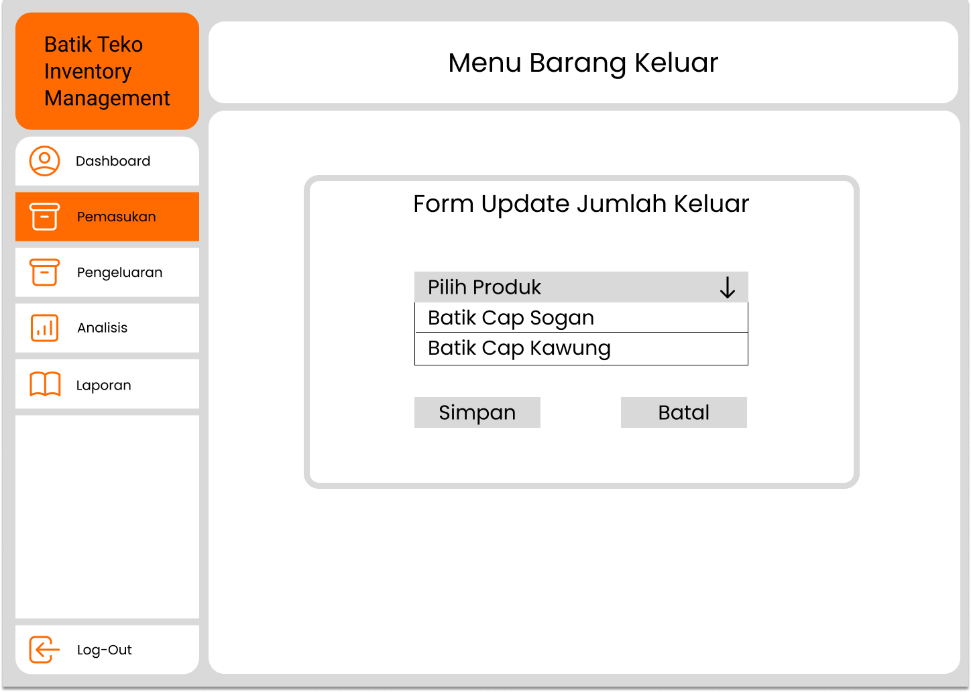 Batik Teko
Inventory
Management
Menu Barang Keluar
Dashboard
Pemasukan
Pengeluaran
Analisis
Laporan
Log-Out
Form Update Jumlah Keluar
Pilih Produk
Batik Cap Sogan
Batik Cap Kawung
Simpan
Batal